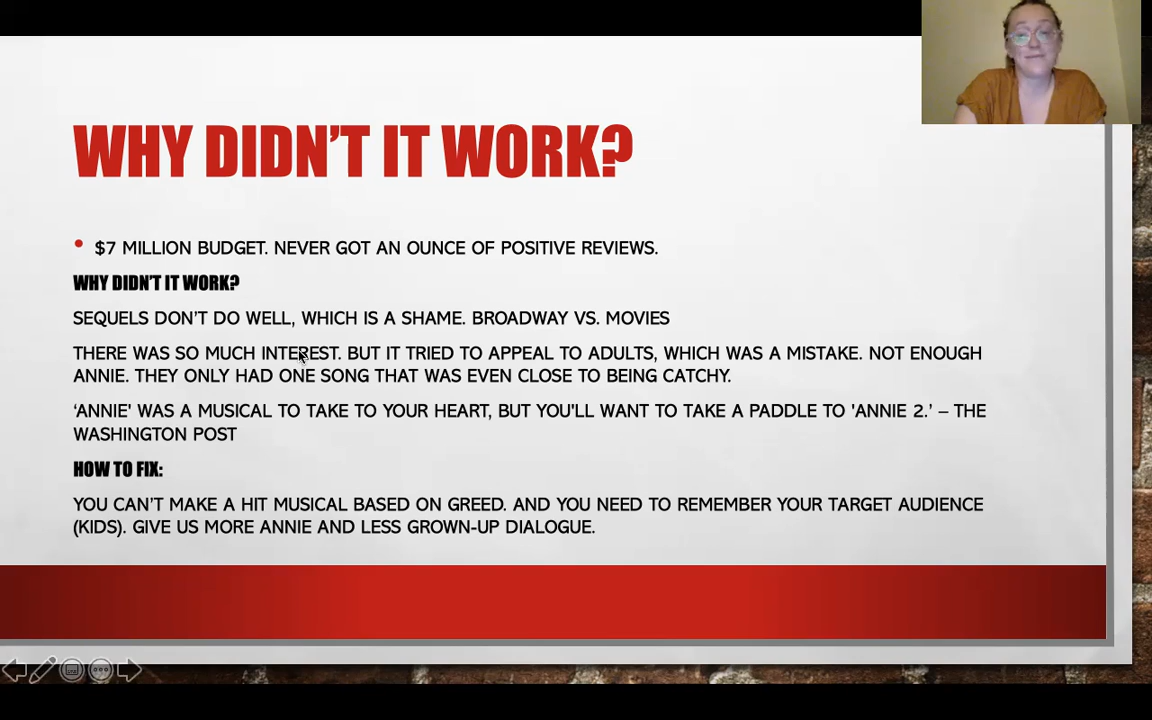 WHY DIDN'T IT WORK?
• $7 MILLION BUDGET. NEVER GOT AN OUNCE OF POSITIVE REVIEWS.
WHY DIDN'T IT WORK?
SEQUELS DON'T DO WELL, WHICH IS A SHAME. BROADWAY VS. MOVIES
THERE WAS SO MUCH INTEREST. BUT IT TRIED TO APPEAL TO ADULTS, WHICH WAS A MISTAKE. NOT ENOUGH
ANNIE. THEY ONLY HAD ONE SONG THAT WAS EVEN CLOSE TO BEING CATCHY.
'ANNIE' WAS A MUSICAL TO TAKE TO YOUR HEART, BUT YOU'LL WANT TO TAKE A PADDLE TO 'ANNIE 2.' – THE
WASHINGTON POST
HOW TO FIX:
YOU CAN'T MAKE A HIT MUSICAL BASED ON GREED. AND YOU NEED TO REMEMBER YOUR TARGET AUDIENCE
(KIDS). GIVE US MORE ANNIE AND LESS GROWN-UP DIALOGUE.